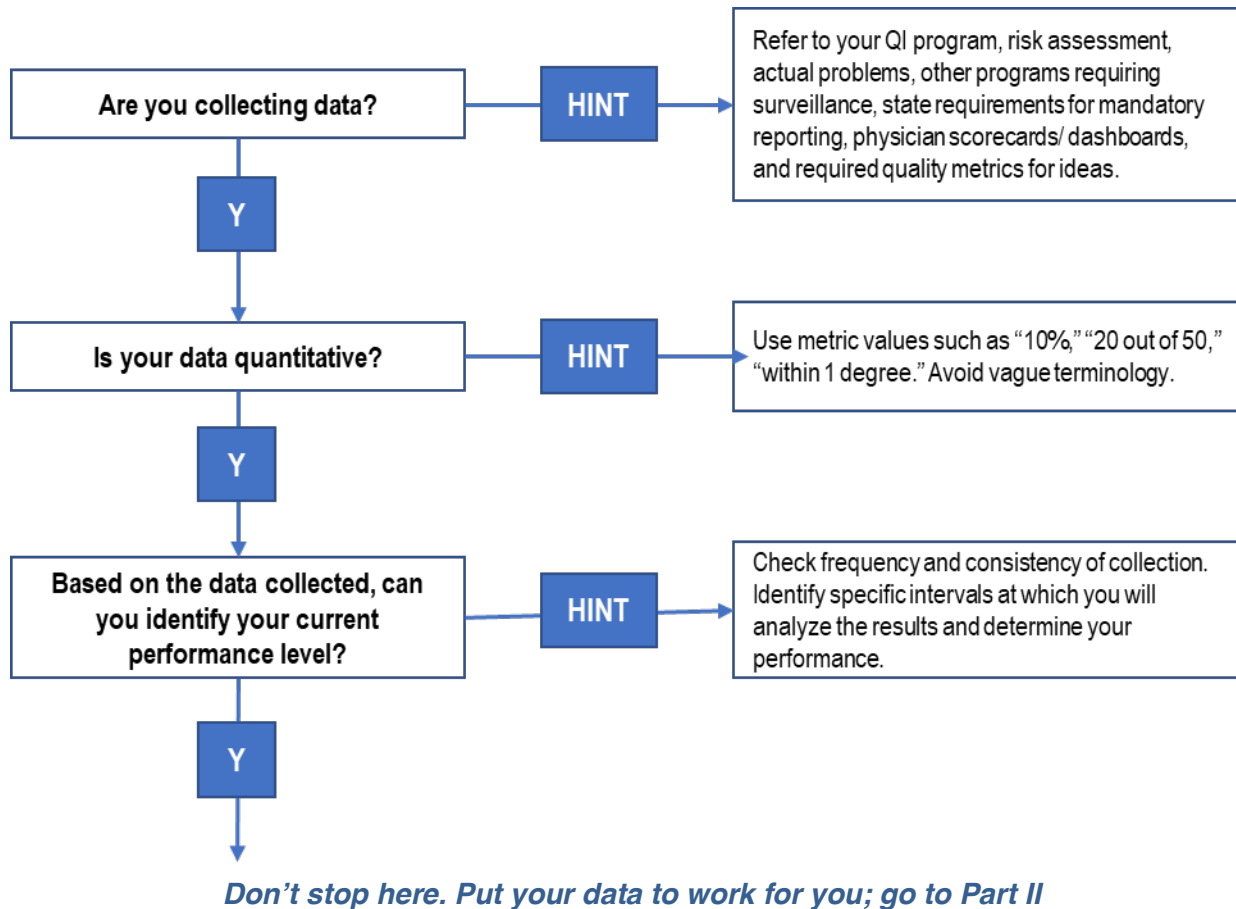 Are you collecting data?
HINT
Refer to your QI program, risk assessment,
actual problems, other programs requiring
surveillance, state requirements for mandatory
reporting, physician scorecards/ dashboards,
and required quality metrics for ideas.
Y
Is your data quantitative?
HINT
Use metric values such as “10%,” “20 out of 50,”
“within 1 degree.” Avoid vague terminology.
Y
Based on the data collected, can
you identify your current
performance level?
HINT
Check frequency and consistency of collection.
Identify specific intervals at which you will
analyze the results and determine your
performance.
Y
Don’t stop here. Put your data to work for you; go to Part II